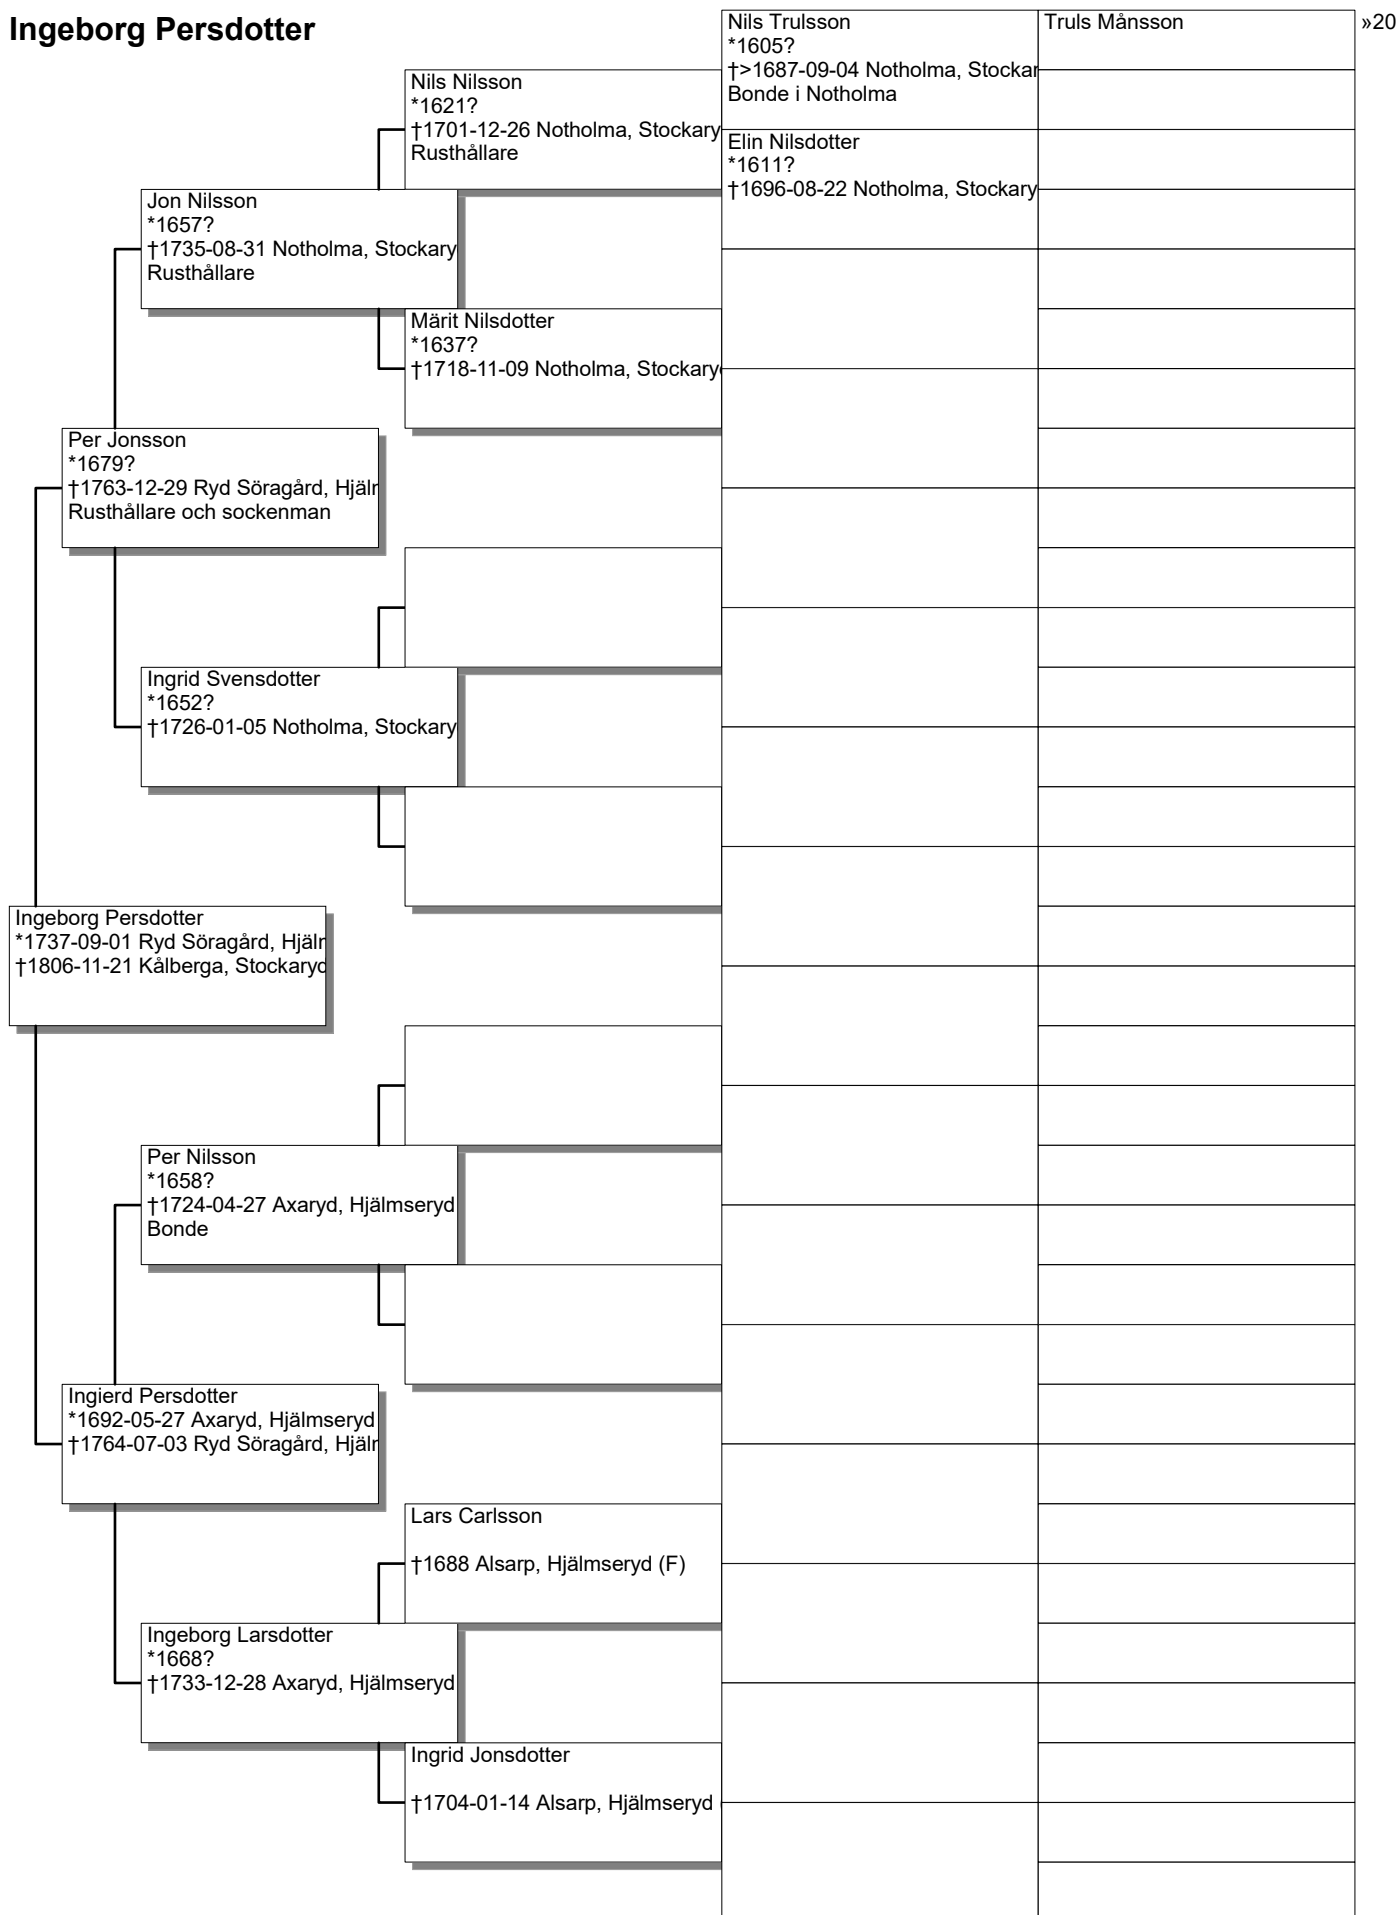 Ingeborg Persdotter
Nils Trulsson
*1605?
†>1687-09-04 Notholma, Stockar
Bonde i Notholma
Truls Månsson
»20
Nils Nilsson
*1621?
†1701-12-26 Notholma, Stockary
Rusthållare
Elin Nilsdotter
*1611?
†1696-08-22 Notholma, Stockary
Jon Nilsson
*1657?
†1735-08-31 Notholma, Stockary
Rusthållare
Märit Nilsdotter
*1637?
†1718-11-09 Notholma, Stockary
Per Jonsson
*1679?
†1763-12-29 Ryd Söragård, Hjäl
Rusthållare och sockenman
Ingrid Svensdotter
*1652?
†1726-01-05 Notholma, Stockary
Ingeborg Persdotter
*1737-09-01 Ryd Söragård, Hjäl
†1806-11-21 Kålberga, Stockaryd
Per Nilsson
*1658?
†1724-04-27 Axaryd, Hjälmseryd
Bonde
Ingierd Persdotter
*1692-05-27 Axaryd, Hjälmseryd
†1764-07-03 Ryd Söragård, Hjäl
Lars Carlsson
†1688 Alsarp, Hjälmseryd (F)
Ingeborg Larsdotter
*1668?
†1733-12-28 Axaryd, Hjälmseryd
Ingrid Jonsdotter
†1704-01-14 Alsarp, Hjälmseryd